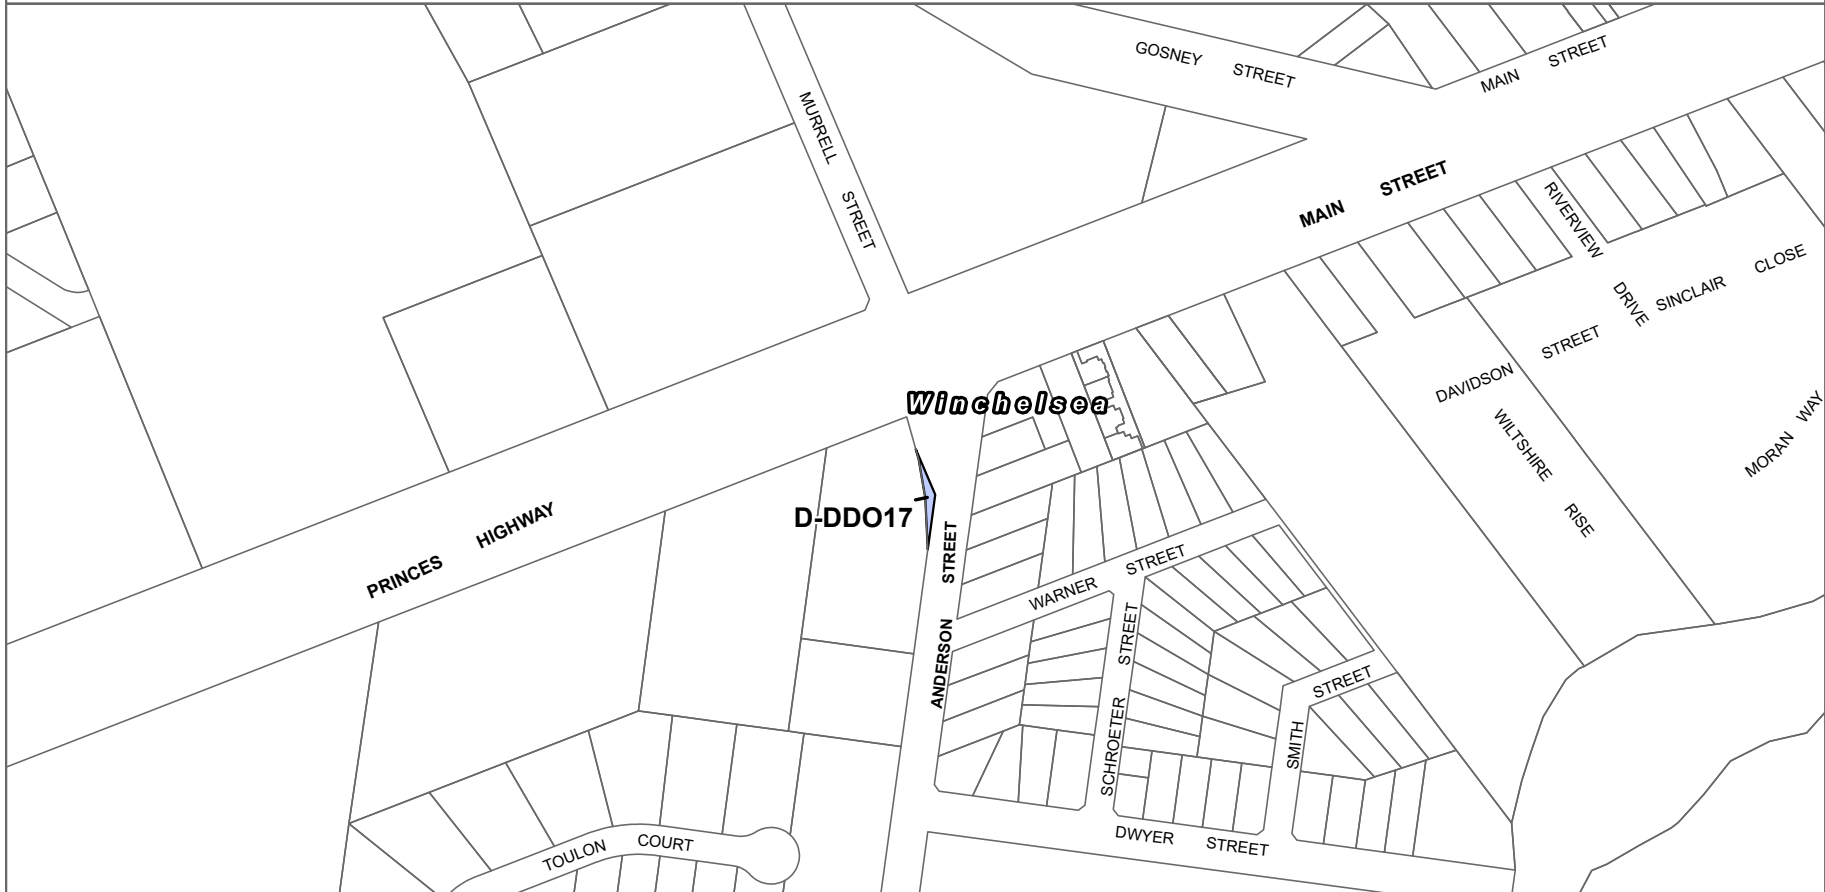 GOSNEY STREET
MAIN STREET
MURRELL STREET
MAIN STREET
RIVERVIEW DRIVE
SINCLAIR CLOSE
DAVIDSON STREET
Winchelsea
WILTSHIRE RISE
MORAN WAY
D-DDO17
PRINCES HIGHWAY
ANDERSON STREET
WARNER STREET
SCHROETER STREET
SMITH STREET
TOULON COURT
DWYER STREET